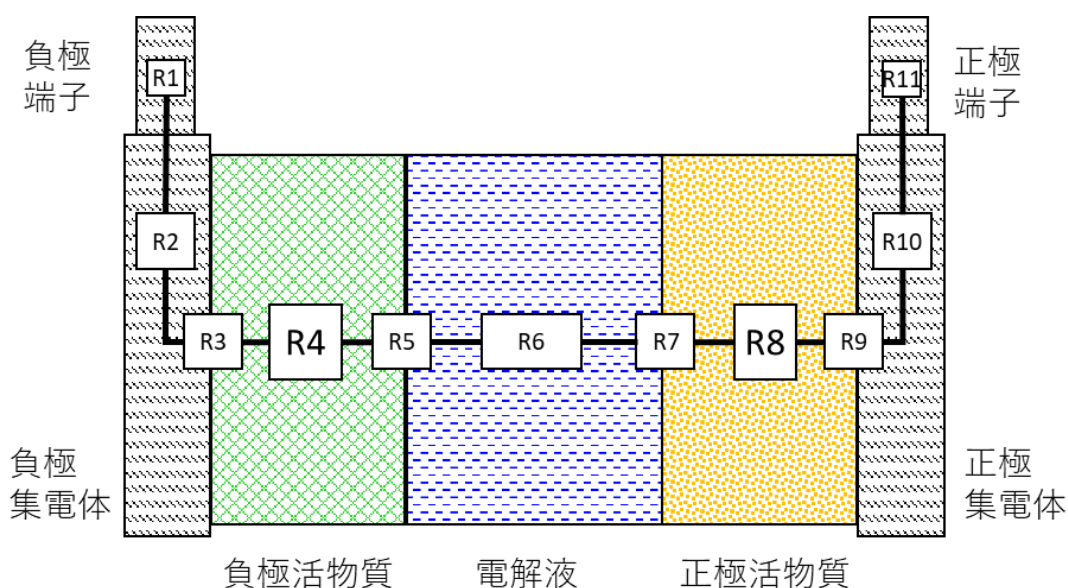 負極
端子
R1
R11
正極
端子
R2
R10
R3
R4
R5
R6
R7
R8
R9
負極
集電体
正極
集電体
負極活物質
電解液
正極活物質